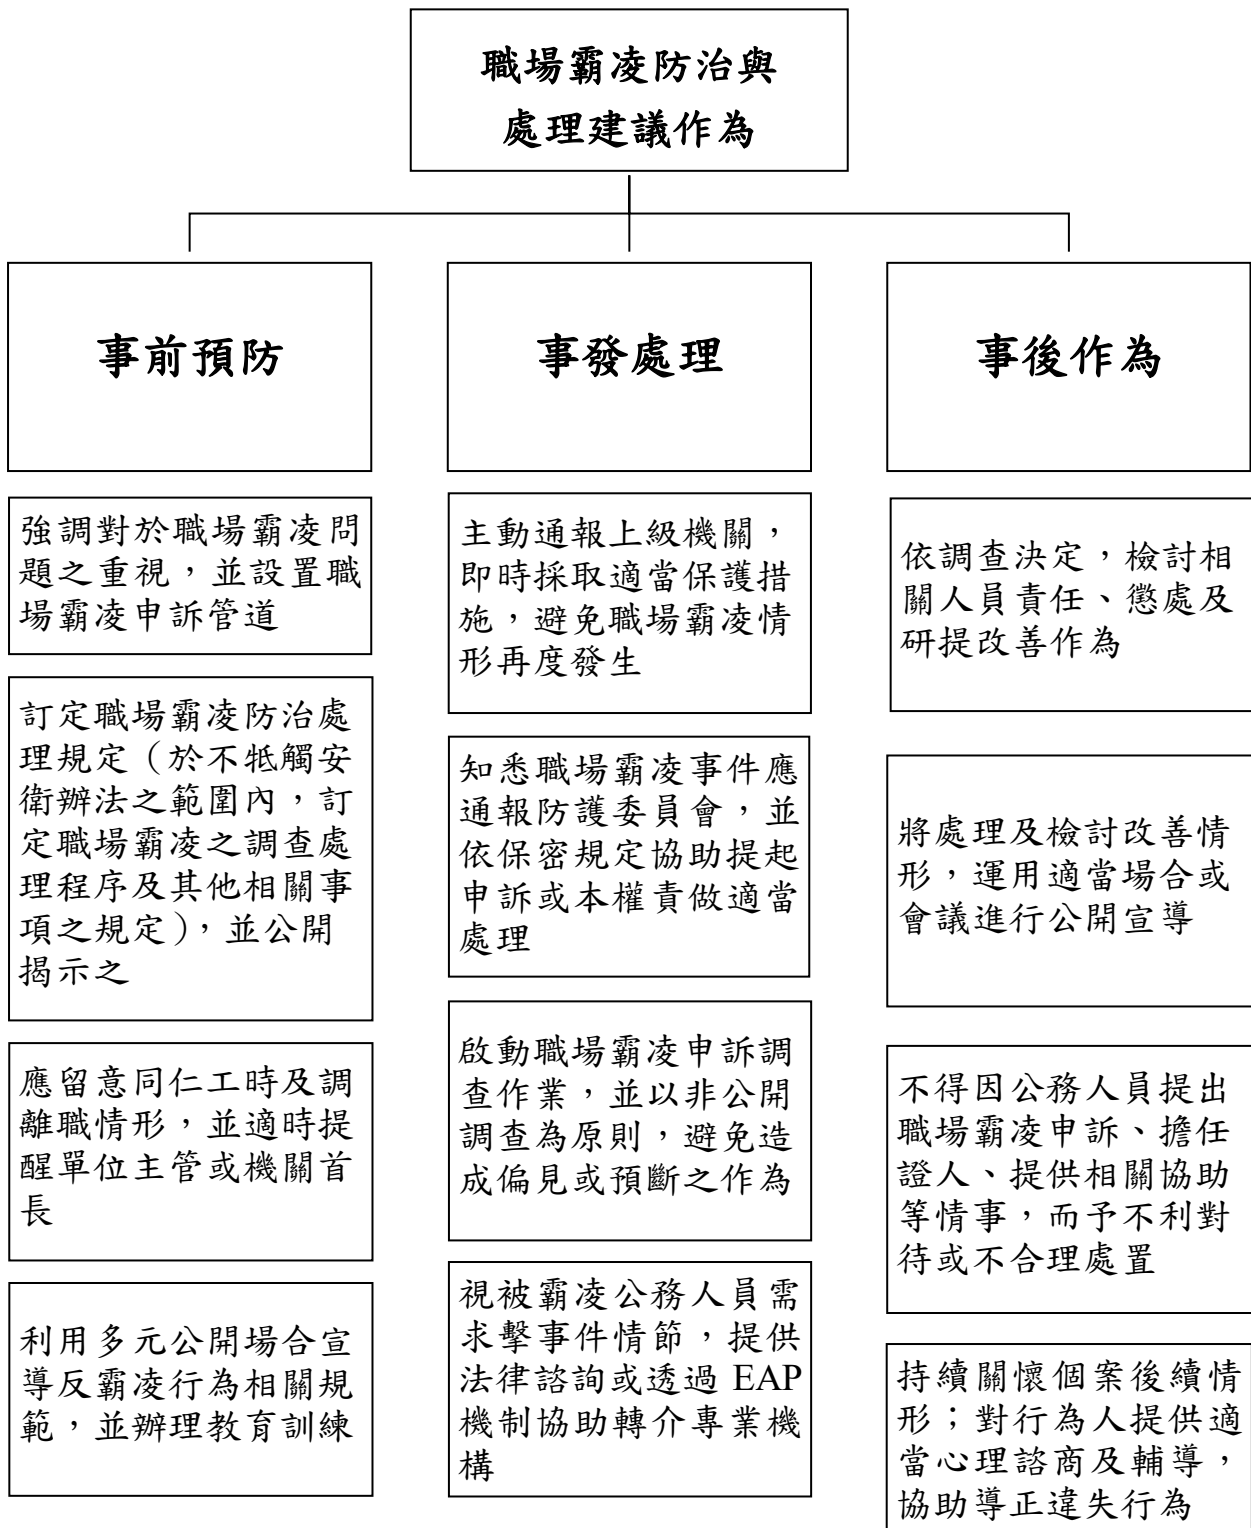 職場霸凌防治與
處理建議作為
事前預防
強調對於職場霸凌問
題之重視，並設置職
場霸凌申訴管道
訂定職場霸凌防治處
理規定（於不牴觸安
衛辦法之範圍內，訂
定職場霸凌之調查處
理程序及其他相關事
項之規定），並公開
揭示之
應留意同仁工時及調
離職情形，並適時提
醒單位主管或機關首
長
利用多元公開場合宣
導反霸凌行為相關規
範，並辦理教育訓練
事發處理
主動通報上級機關，
即時採取適當保護措
施，避免職場霸凌情
形再度發生
知悉職場霸凌事件應
通報防護委員會，並
依保密規定協助提起
申訴或本權責做適當
處理
啟動職場霸凌申訴調
查作業，並以非公開
調查為原則，避免造
成偏見或預斷之作為
視被霸凌公務人員需
求擊事件情節，提供
法律諮詢或透過 EAP
機制協助轉介專業機
構
事後作為
依調查決定，檢討相
關人員責任、懲處及
研提改善作為
將處理及檢討改善情
形，運用適當場合或
會議進行公開宣導
不得因公務人員提出
職場霸凌申訴、擔任
證人、提供相關協助
等情事，而予不利對
待或不合理處置
持續關懷個案後續情
形；對行為人提供適
當心理諮商及輔導，
協助導正違失行為